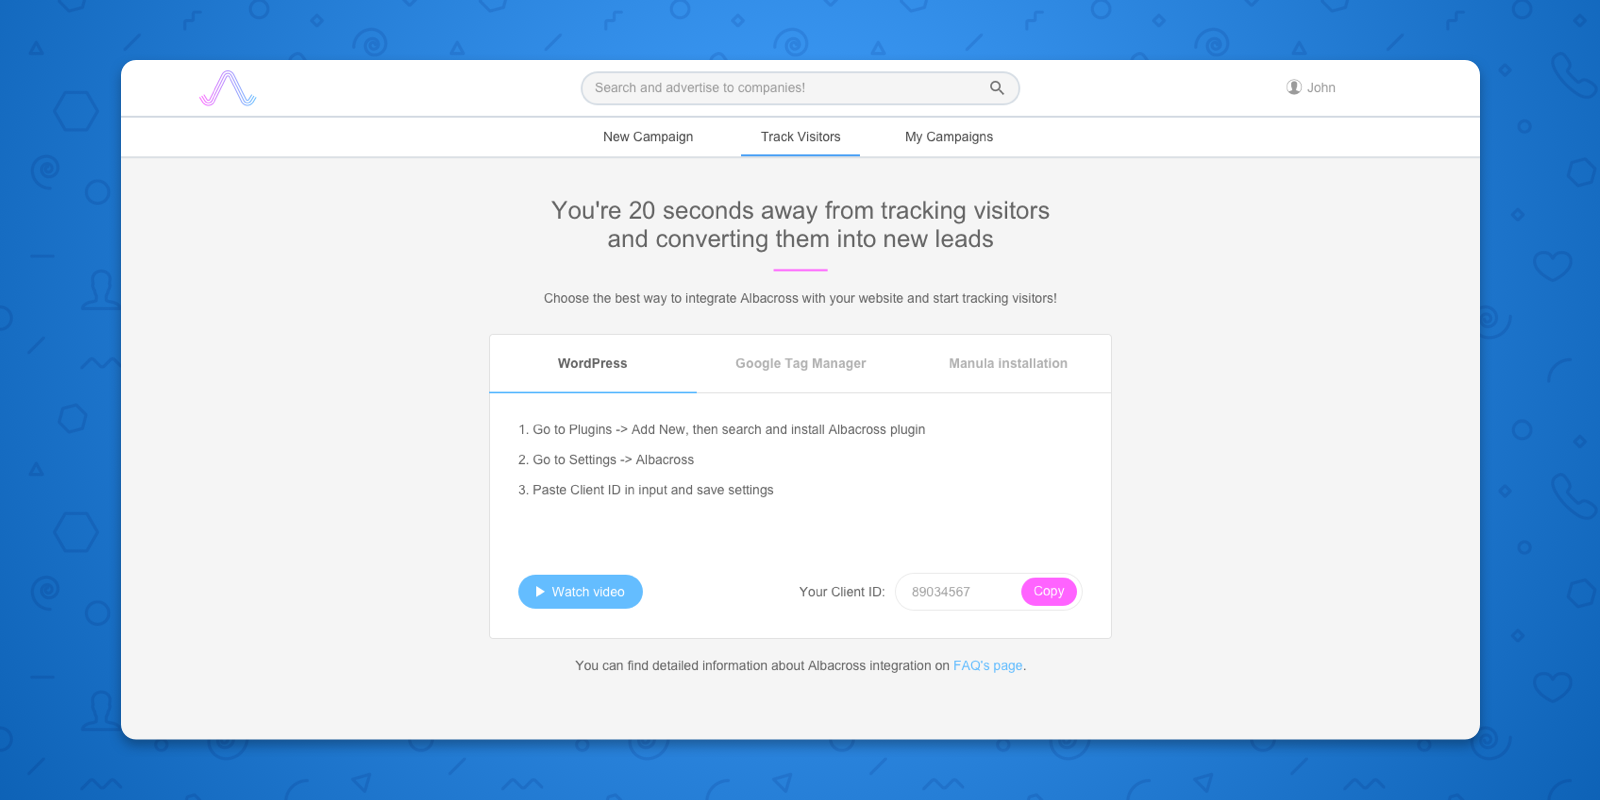 Search and advertise to companies!
John
New Campaign
Track Visitors
My Campaigns
You're 20 seconds away from tracking visitors
and converting them into new leads
Choose the best way to integrate Albacross with your website and start tracking visitors!
WordPress
Google Tag Manager
Manula installation
1. Go to Plugins -> Add New, then search and install Albacross plugin
2. Go to Settings -> Albacross
3. Paste Client ID in input and save settings
Watch video
Your Client ID:
89034567
Copy
You can find detailed information about Albacross integration on FAQ's page.